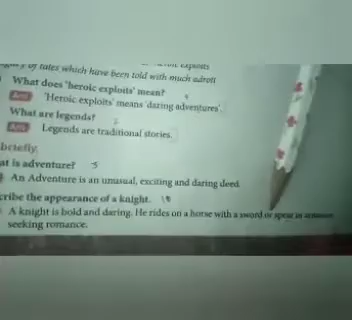 of tales which have been told with much adroit
What does 'heroic exploits' mean?
Ans 'Heroic exploits' means 'daring adventures'.
What are legends?
Ans Legends are traditional stories.
briefly.
at is adventure? 5
An Adventure is an unusual, exciting and daring deed.
cribe the appearance of a knight.
A knight is bold and daring. He rides on a horse with a sword or spear in
seeking romance.